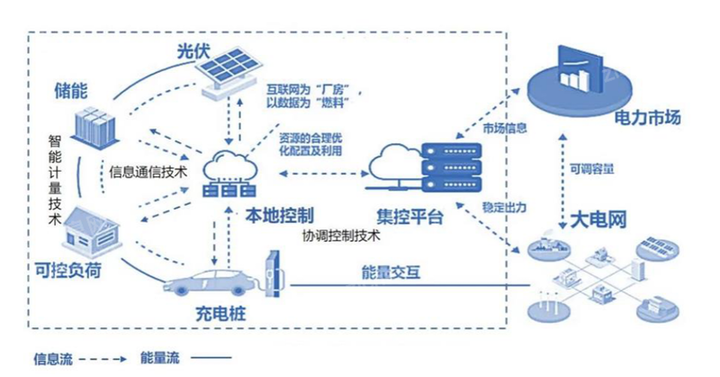 光伏
储能
互联网为“厂房”，
以数据为“燃料”
资源的合理优
化配置及利用
智能计量技术
信息通信技术
市场信息
电力市场
可调容量
本地控制
集控平台
协调控制技术
稳定出力
大电网
可控负荷
能量交互
充电桩
信息流
能量流